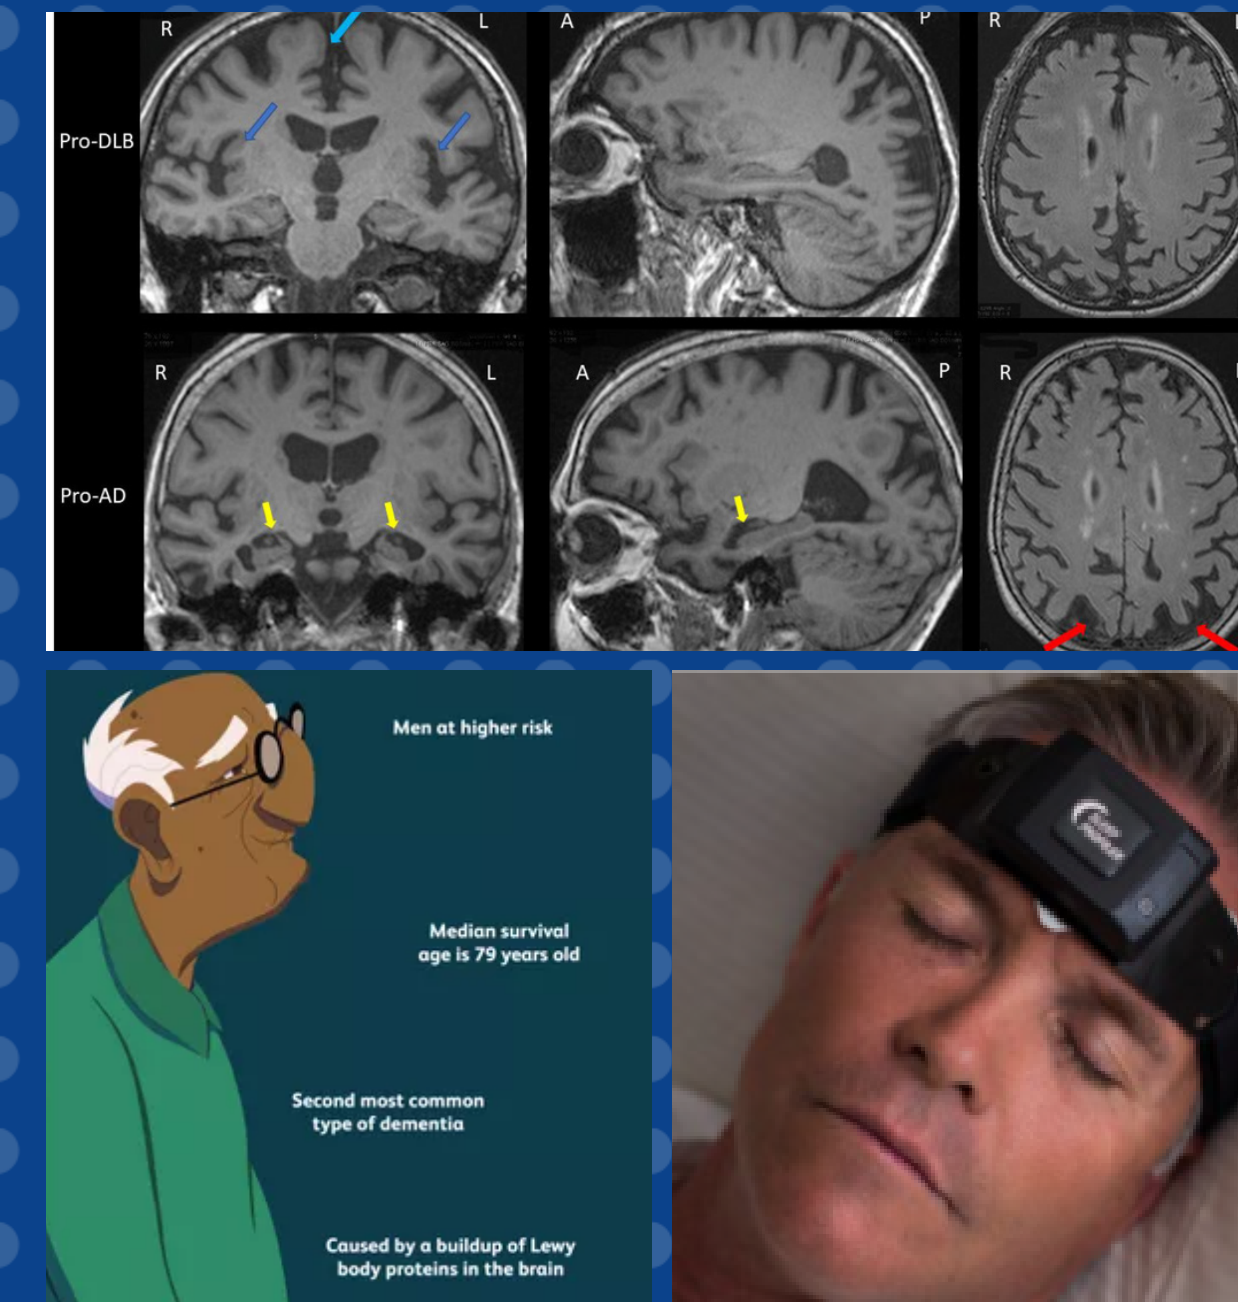 R
L
A
P
R
Pro-DLB
R
L
A
P
R
Pro-AD
Men at higher risk
Median survival
age is 79 years old
Second most common
type of dementia
Caused by a buildup of Lewy
body proteins in the brain